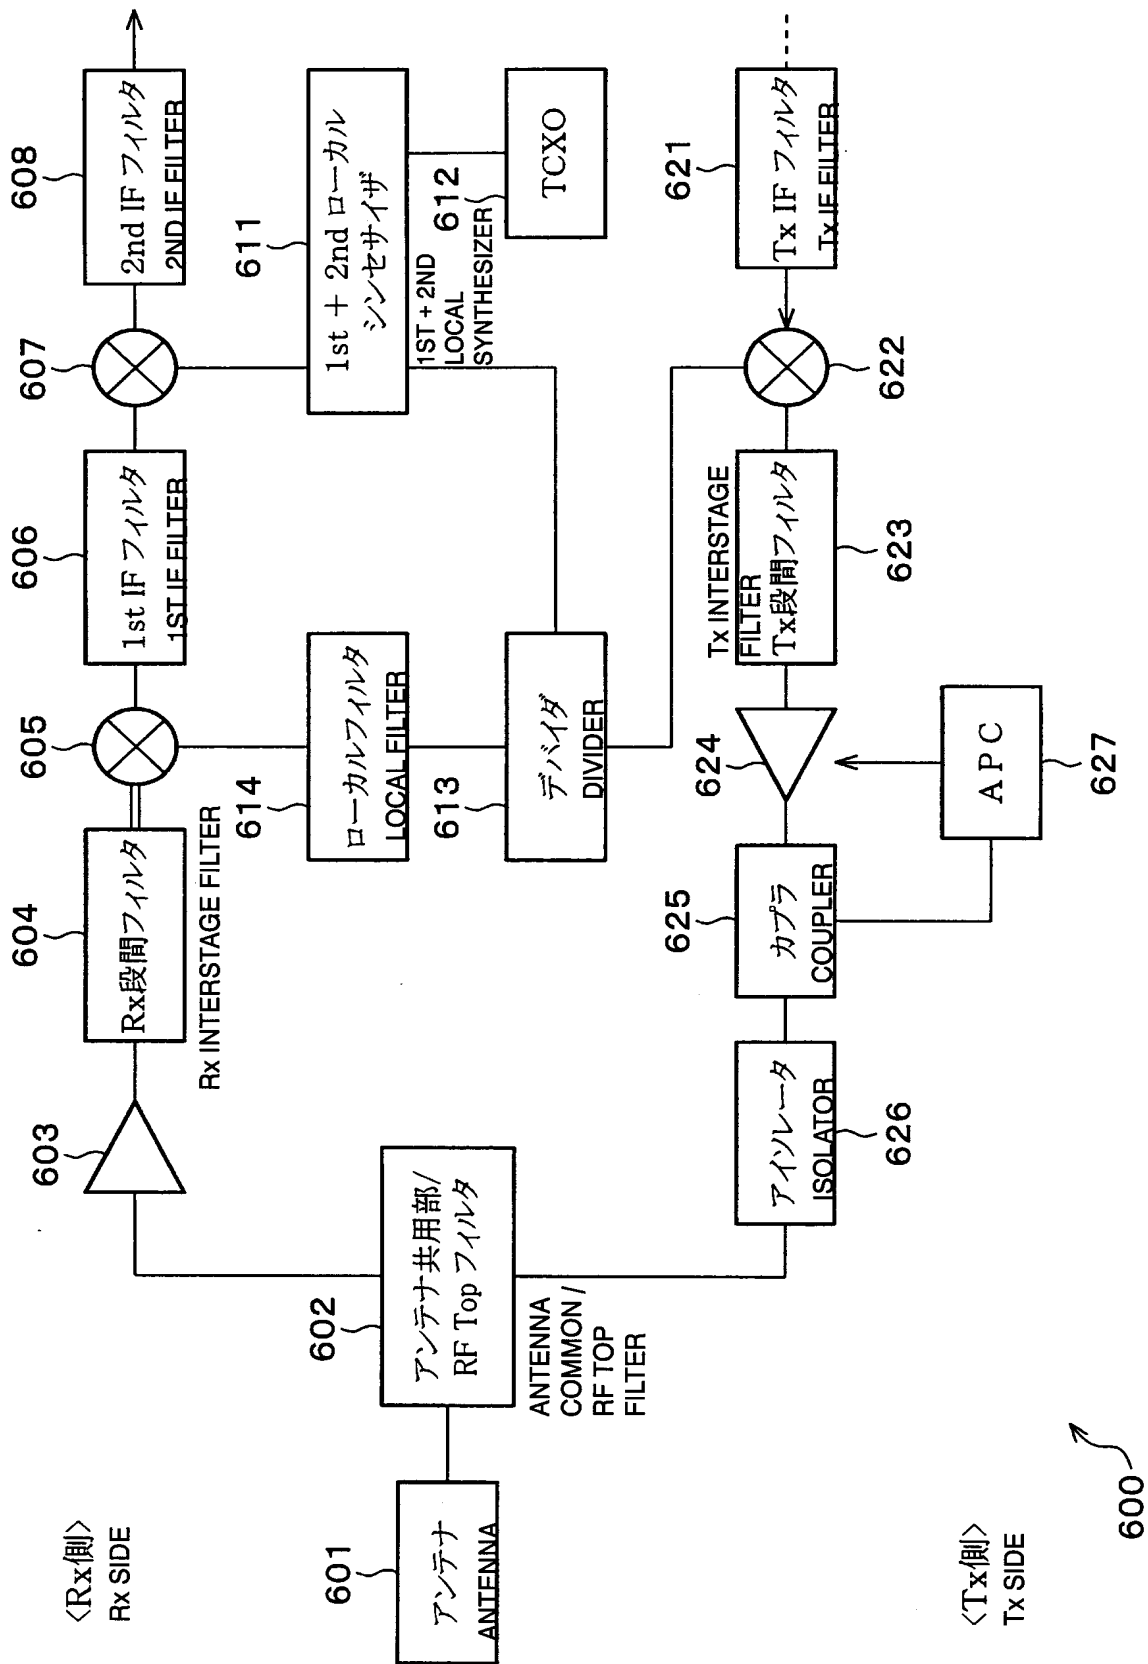 <Rx側>
Rx SIDE
601
アンテナ
ANTENNA
602
アンテナ共用部/
RF Top フィルタ
ANTENNA
COMMON /
RF TOP
FILTER
603
604
Rx段間フィルタ
Rx INTERSTAGE FILTER
605
606
1st IF フィルタ
1ST IF FILTER
607
608
2nd IF フィルタ
2ND IF FILTER
611
1st + 2nd ローカル
シンセサイザ
1ST + 2ND
LOCAL
SYNTHESIZER
612
TCXO
614
ローカルフィルタ
LOCAL FILTER
613
デバイダ
DIVIDER
621
Tx IF フィルタ
Tx IF FILTER
622
Tx INTERSTAGE
FILTER
Tx段間フィルタ
623
624
625
カプラ
COUPLER
APC
627
アイソレータ
ISOLATOR
626
<Tx側>
Tx SIDE
600